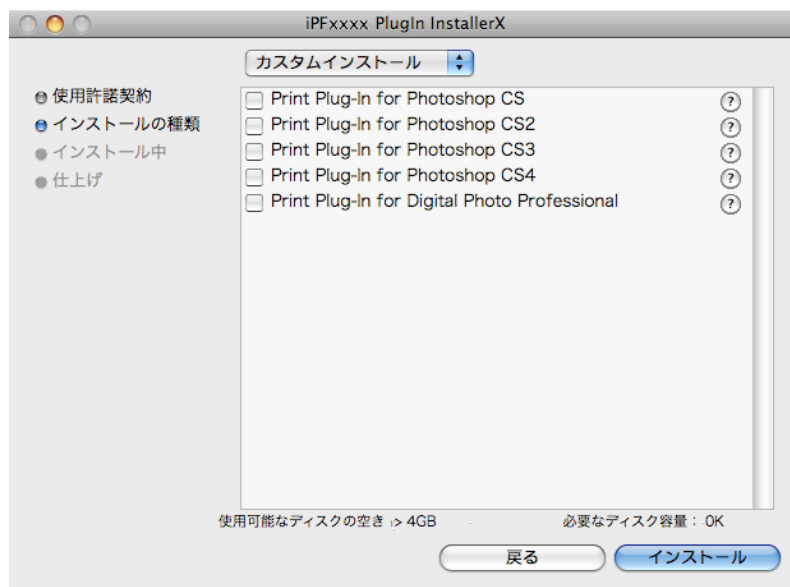 iPFxxxx PlugIn InstallerX
カスタムインストール
使用許諾契約
インストールの種類
インストール中
仕上げ
Print Plug-In for Photoshop CS ?
Print Plug-In for Photoshop CS2 ?
Print Plug-In for Photoshop CS3 ?
Print Plug-In for Photoshop CS4 ?
Print Plug-In for Digital Photo Professional ?
使用可能なディスクの空き :> 4GB
必要なディスク容量： 0K
戻る
インストール